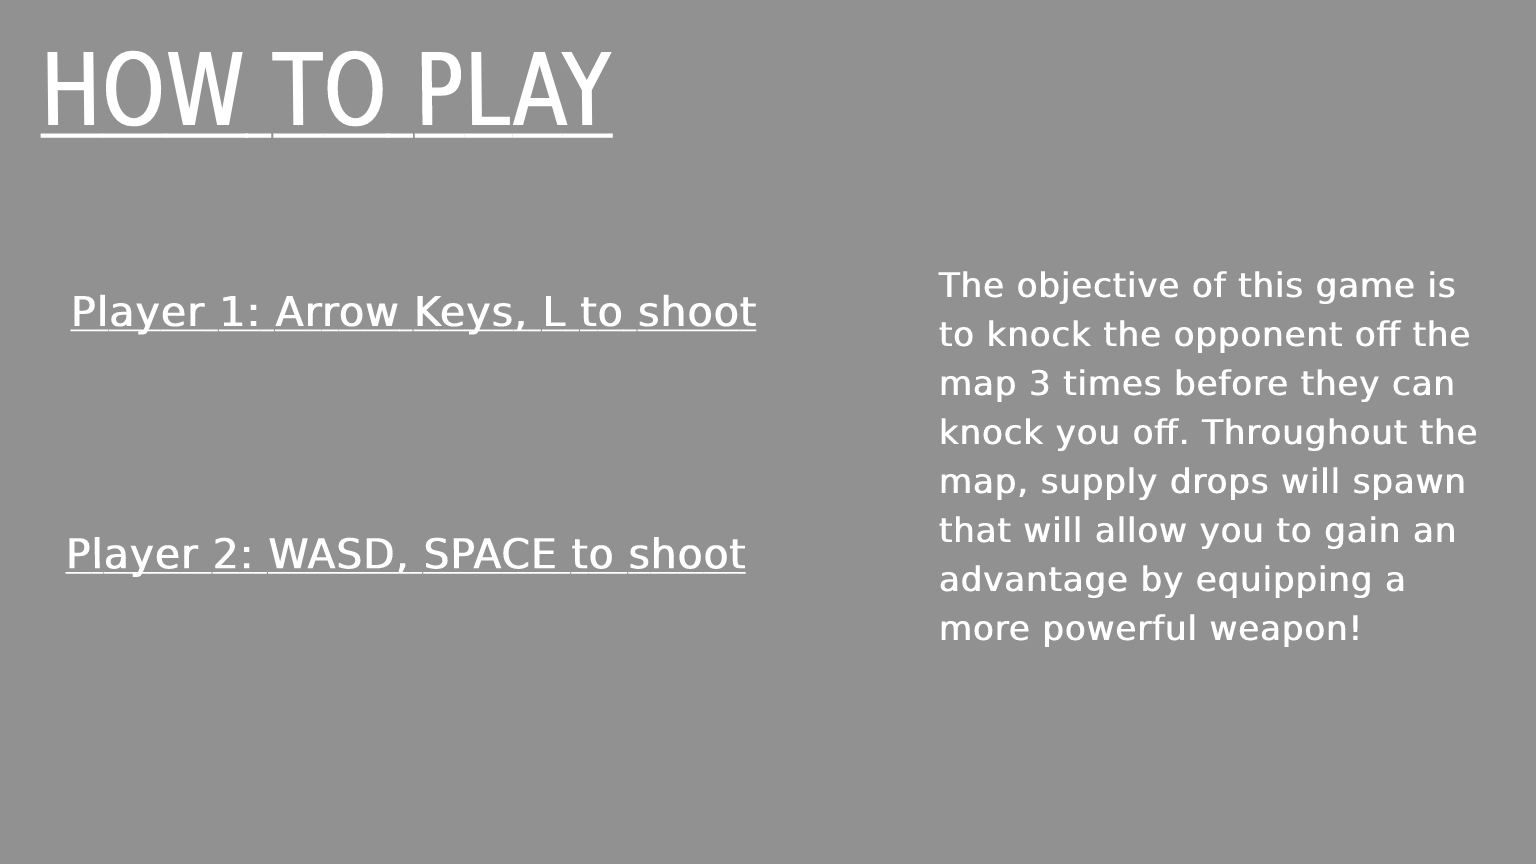 HOW TO PLAY
Player 1: Arrow Keys, L to shoot
Player 2: WASD, SPACE to shoot
The objective of this game is
to knock the opponent off the
map 3 times before they can
knock you off. Throughout the
map, supply drops will spawn
that will allow you to gain an
advantage by equipping a
more powerful weapon!